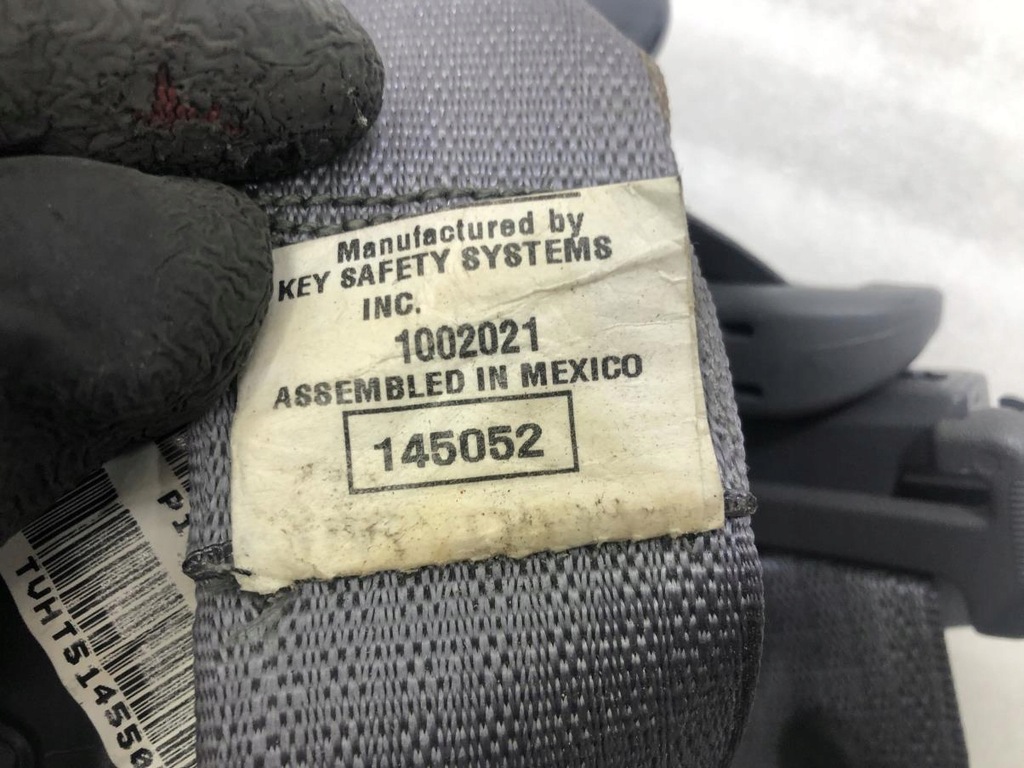 Manufactured by
KEY SAFETY SYSTEMS
INC.
1002021
ASSEMBLED IN MEXICO
145052